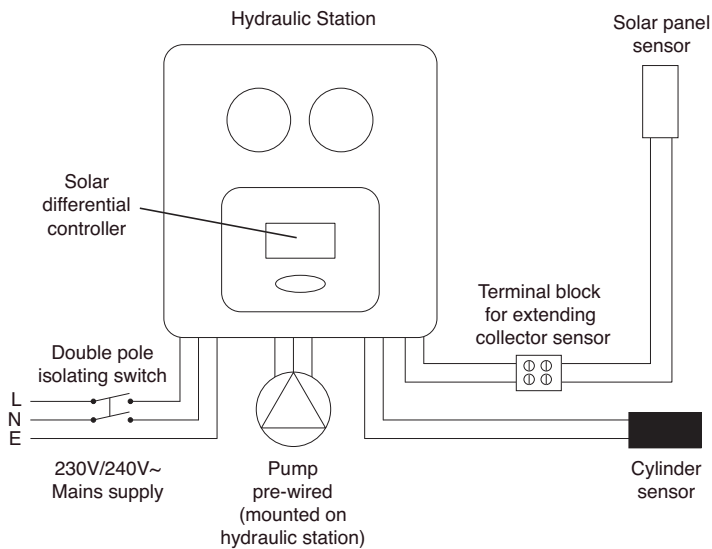 Hydraulic Station
Solar panel
sensor
Solar
differential
controller
Terminal block
for extending
collector sensor
Double pole
isolating switch
L
N
E
230V/240V~
Mains supply
Pump
pre-wired
(mounted on
hydraulic station)
Cylinder
sensor